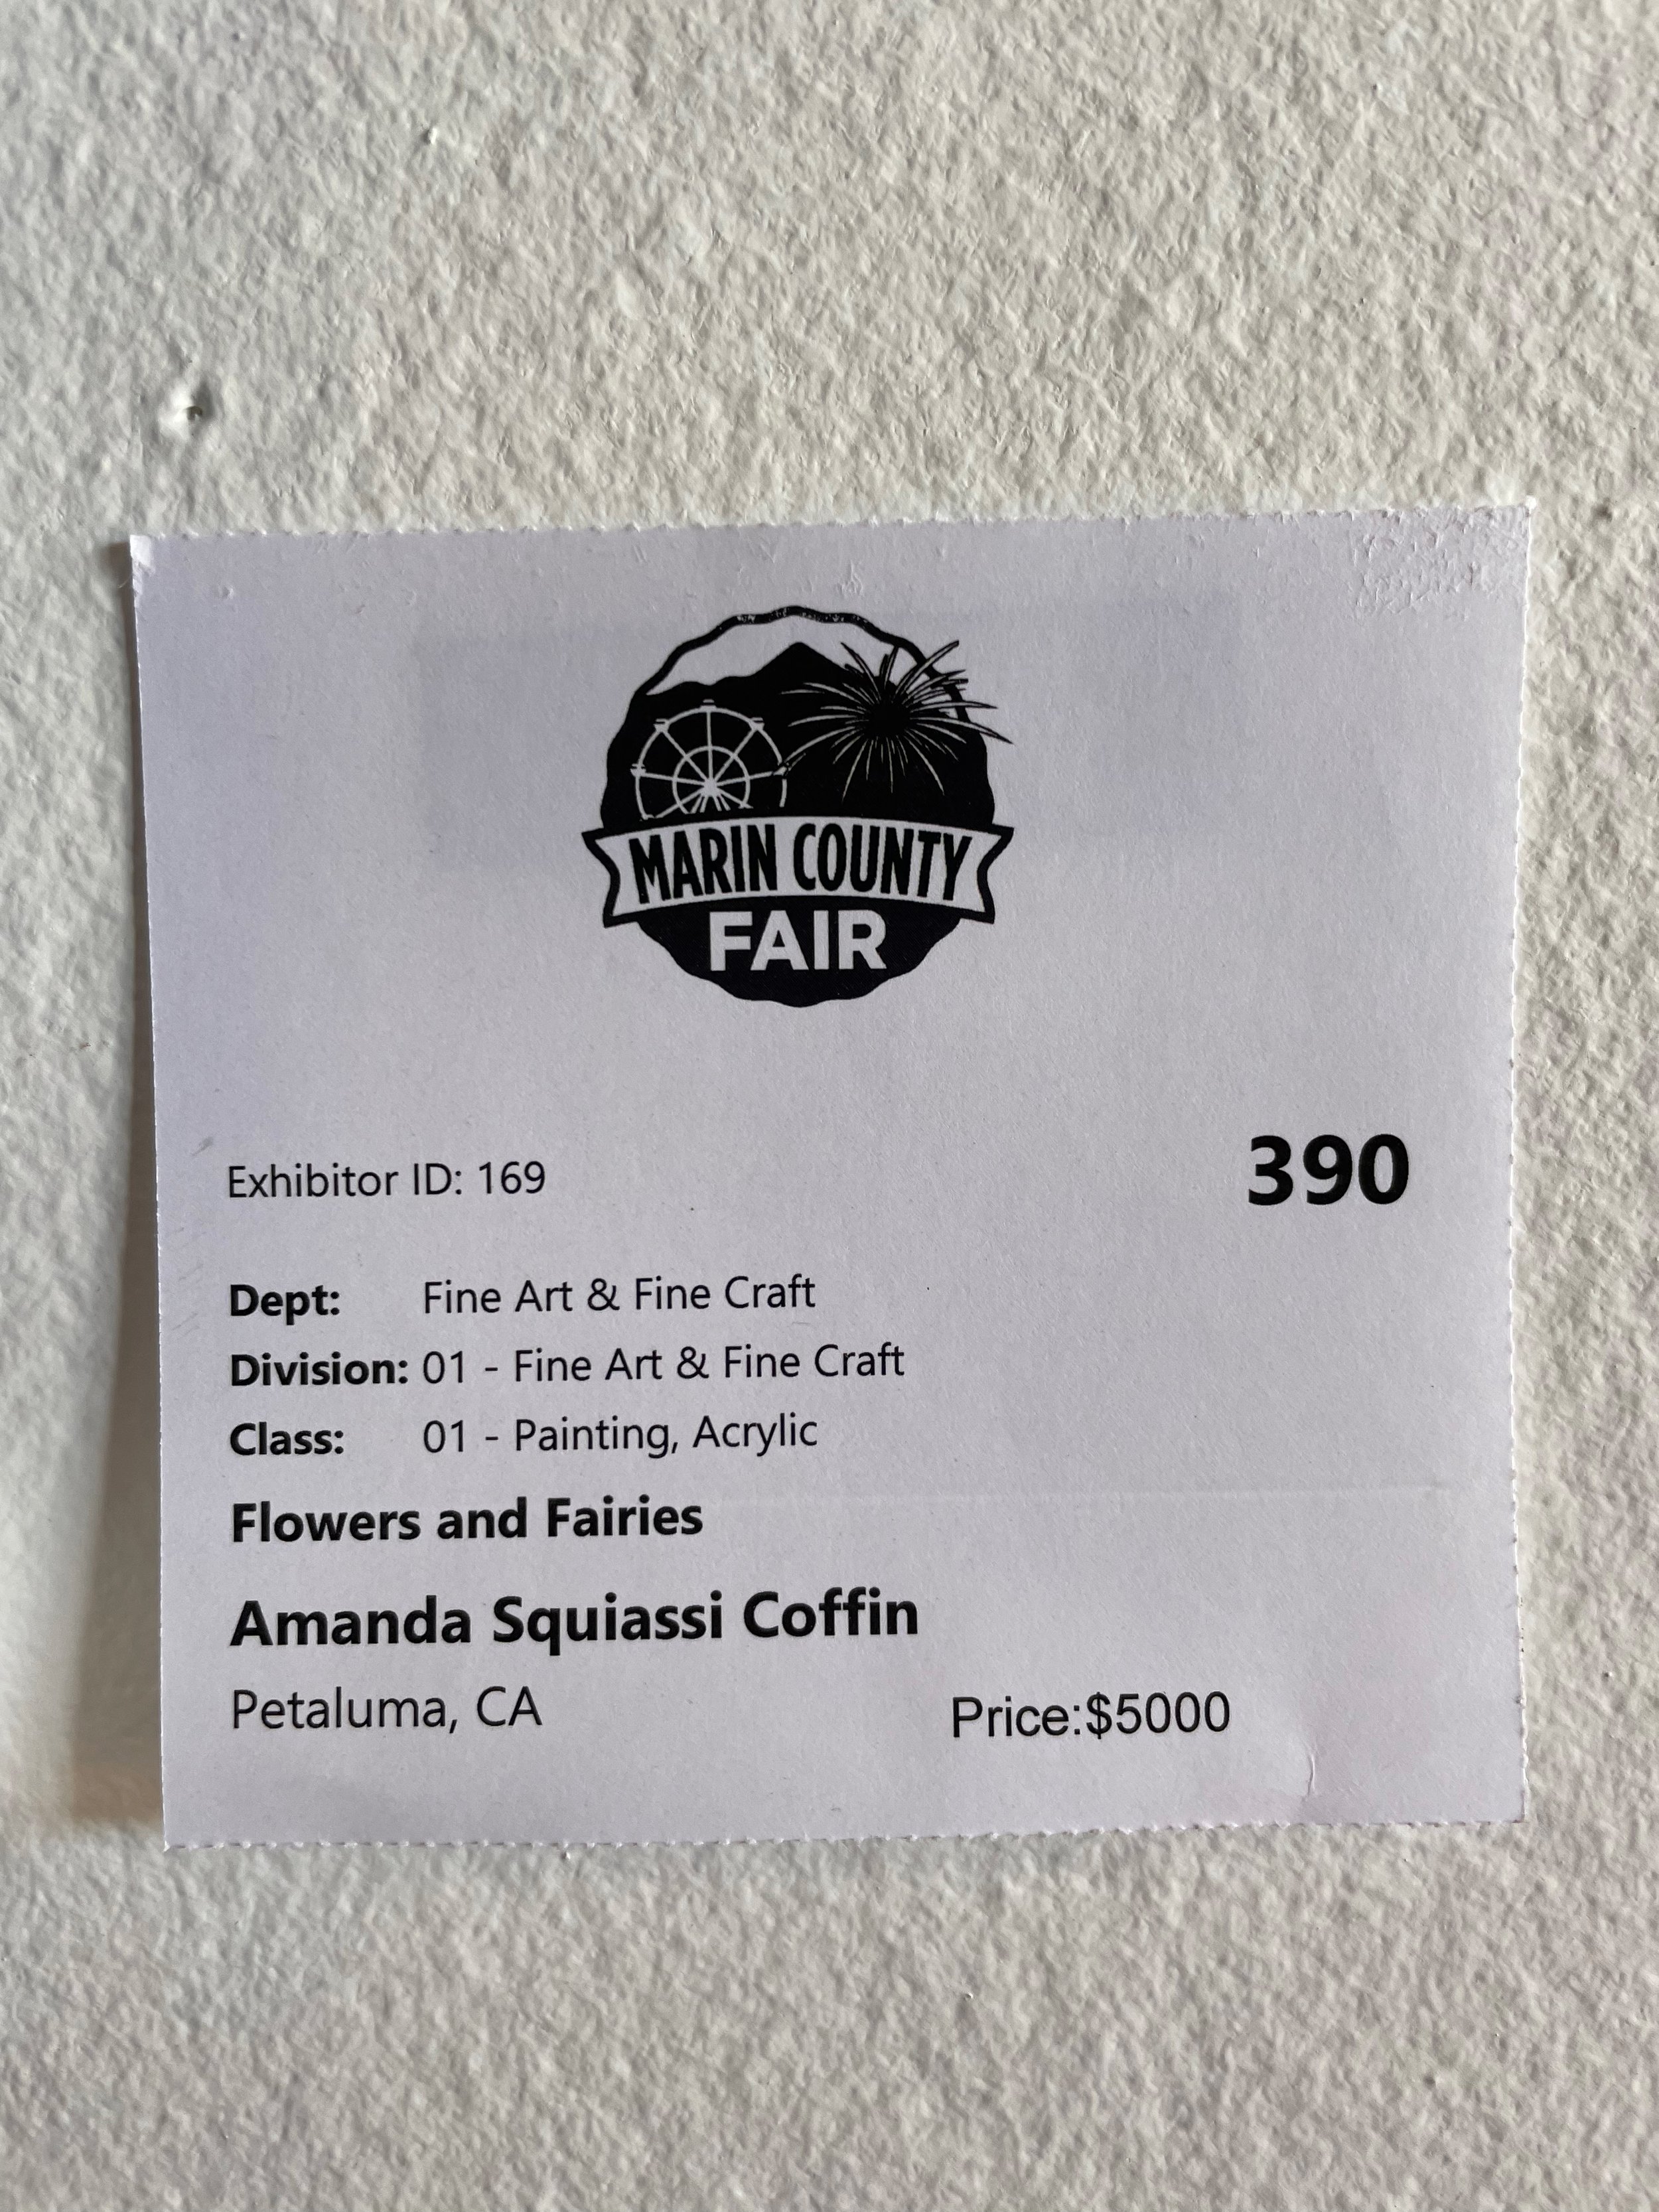 MARIN COUNTY
FAIR
Exhibitor ID: 169
390
Dept: Fine Art & Fine Craft
Division: 01 - Fine Art & Fine Craft
Class: 01 - Painting, Acrylic
Flowers and Fairies
Amanda Squiassi Coffin
Petaluma, CA
Price:$5000